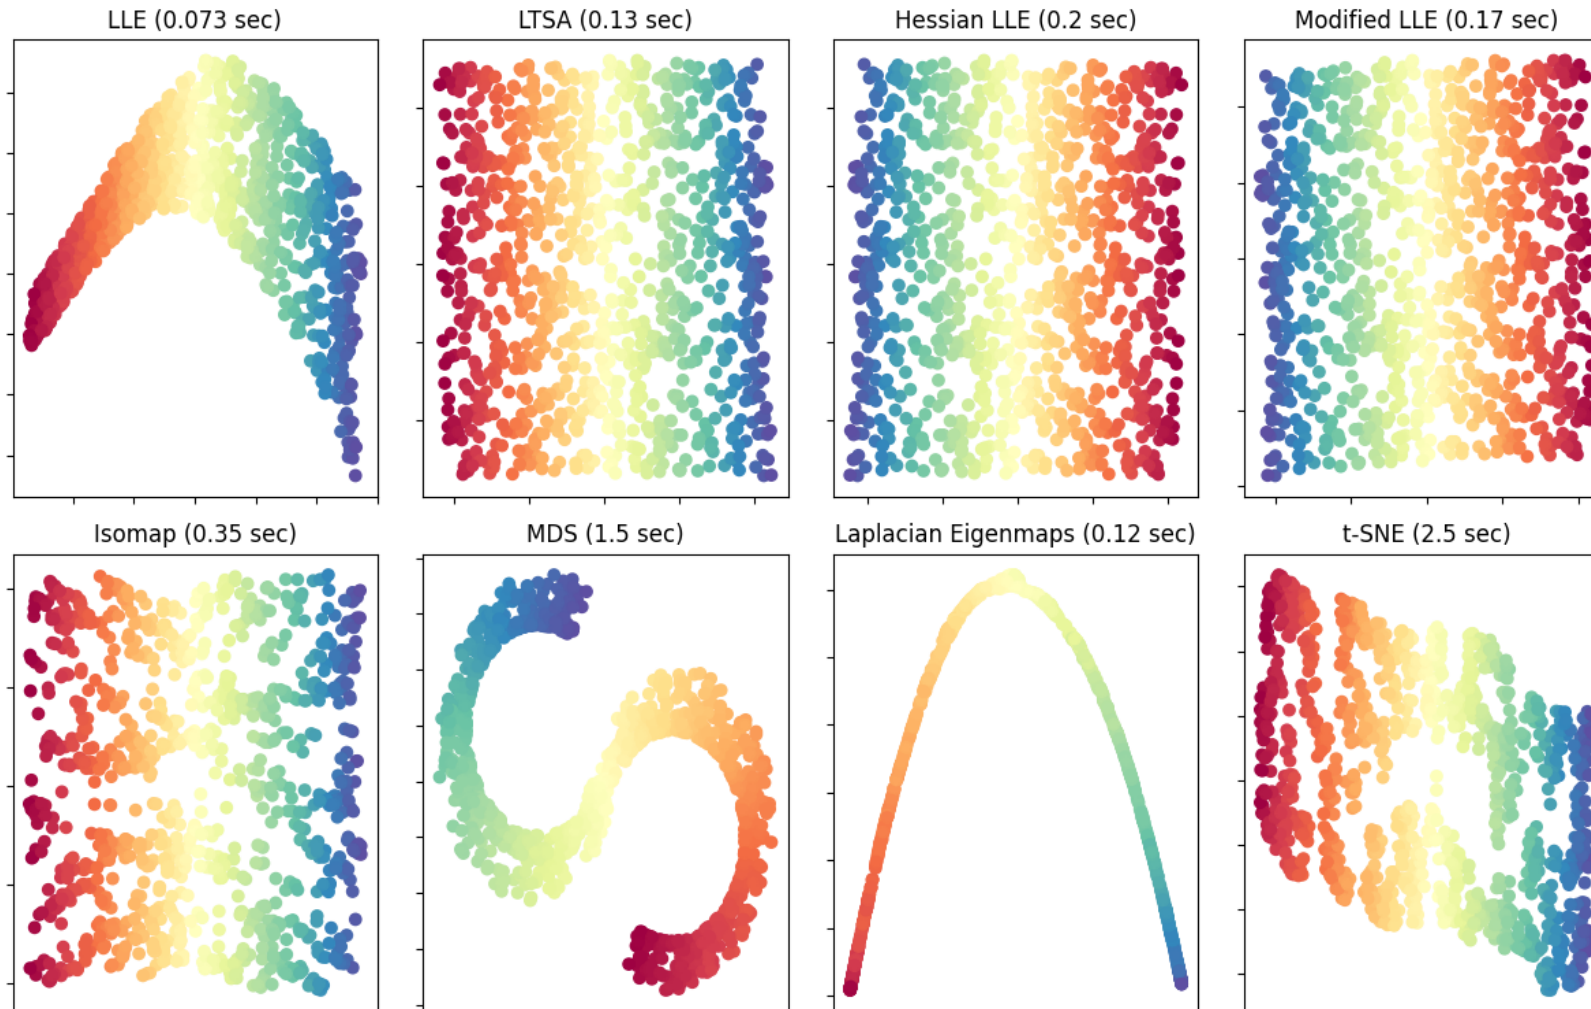 LLE (0.073 sec)
LTSA (0.13 sec)
Hessian LLE (0.2 sec)
Modified LLE (0.17 sec)
Isomap (0.35 sec)
MDS (1.5 sec)
Laplacian Eigenmaps (0.12 sec)
t-SNE (2.5 sec)